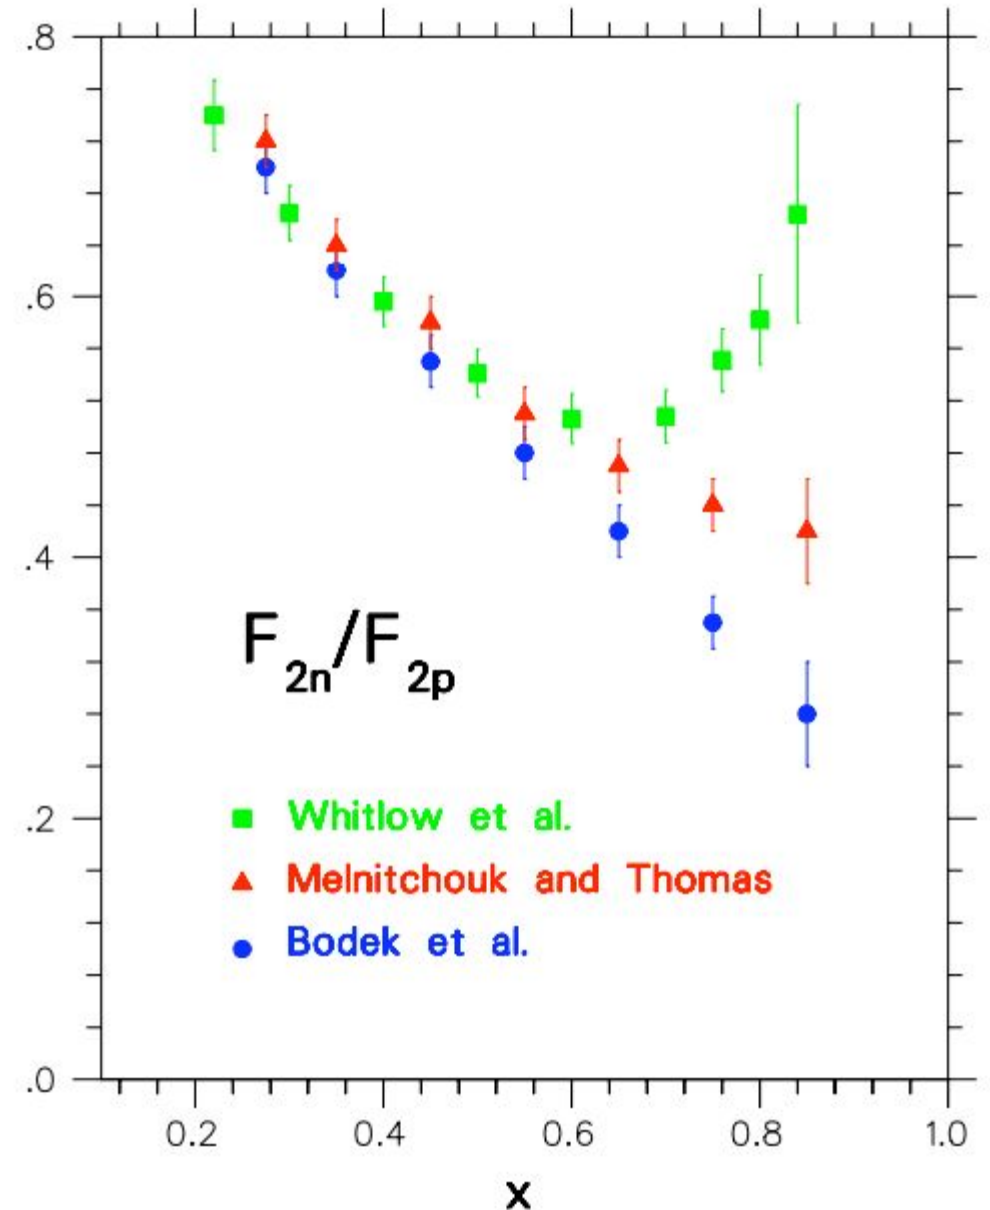 .8
.6
.4
F2n/F2p
.2
Whitlow et al.
Melnitchouk and Thomas
Bodek et al.
.0
0.2 0.4 0.6 0.8 1.0
x